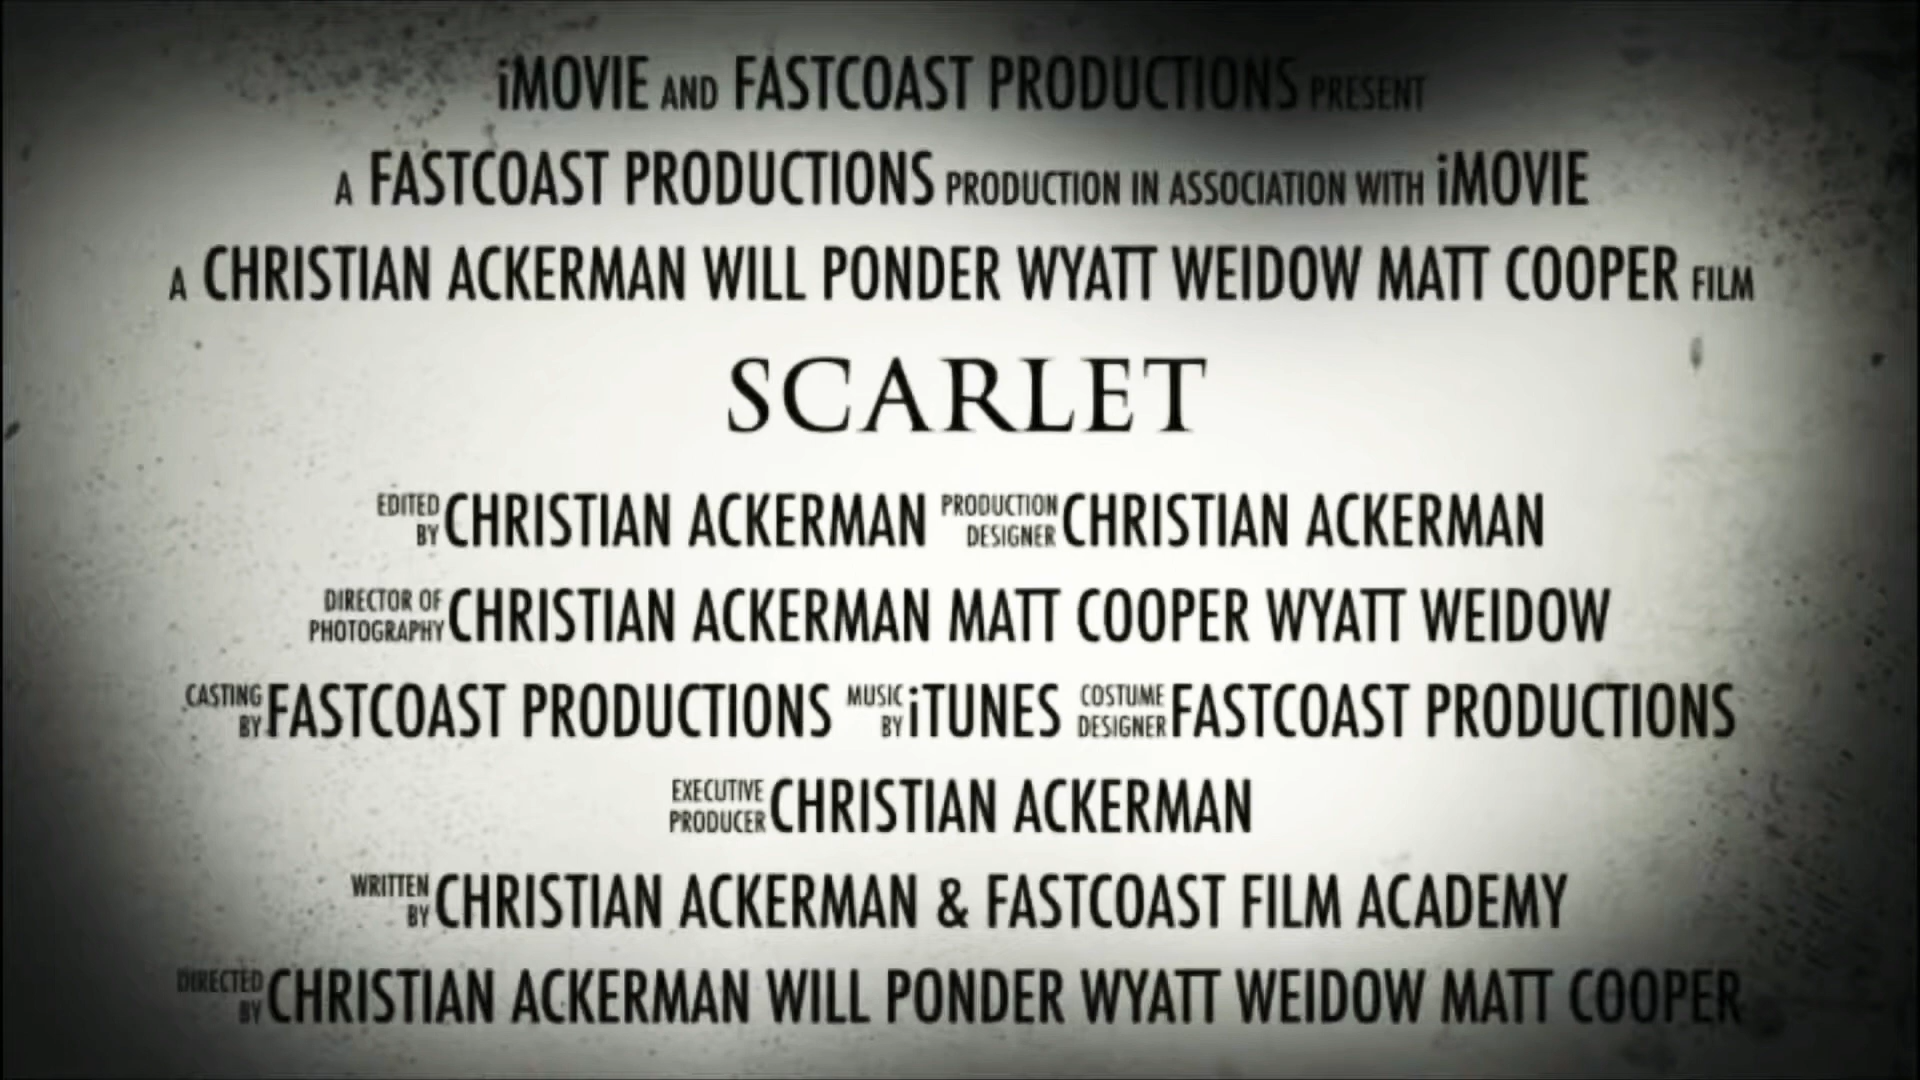 iMOVIE AND FASTCOAST PRODUCTIONS PRESENT
A FASTCOAST PRODUCTIONS PRODUCTION IN ASSOCIATION WITH iMOVIE
A CHRISTIAN ACKERMAN WILL PONDER WYATT WEIDOW MATT COOPER FILM
SCARLET
EDITED BY CHRISTIAN ACKERMAN PRODUCTION DESIGNER CHRISTIAN ACKERMAN
DIRECTOR OF PHOTOGRAPHY CHRISTIAN ACKERMAN MATT COOPER WYATT WEIDOW
CASTING BY FASTCOAST PRODUCTIONS MUSIC BY iTUNES COSTUME DESIGNER FASTCOAST PRODUCTIONS
EXECUTIVE PRODUCER CHRISTIAN ACKERMAN
WRITTEN BY CHRISTIAN ACKERMAN & FASTCOAST FILM ACADEMY
DIRECTED BY CHRISTIAN ACKERMAN WILL PONDER WYATT WEIDOW MATT COOPER